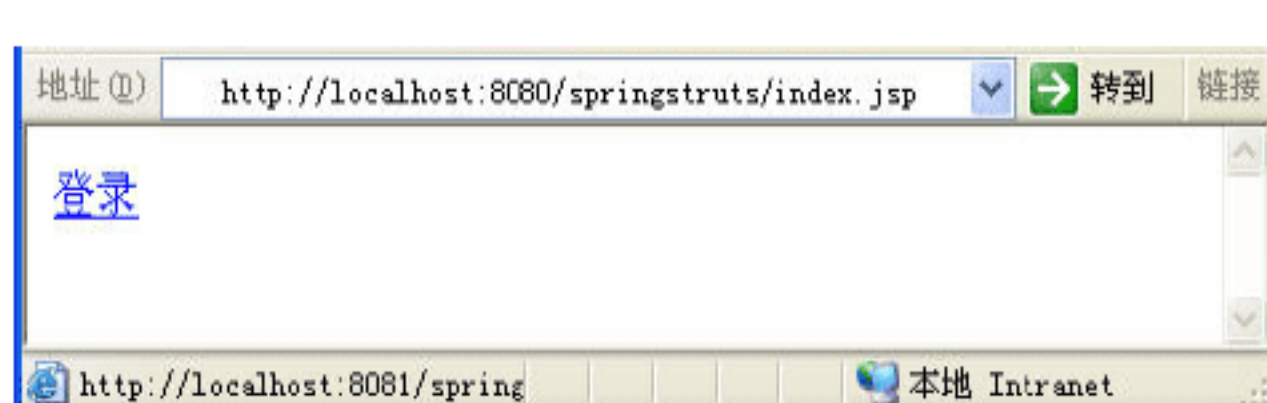 地址(D) http://localhost:8080/springstruts/index.jsp 转到 链接
登录
http://localhost:8081/spring 本地 Intranet